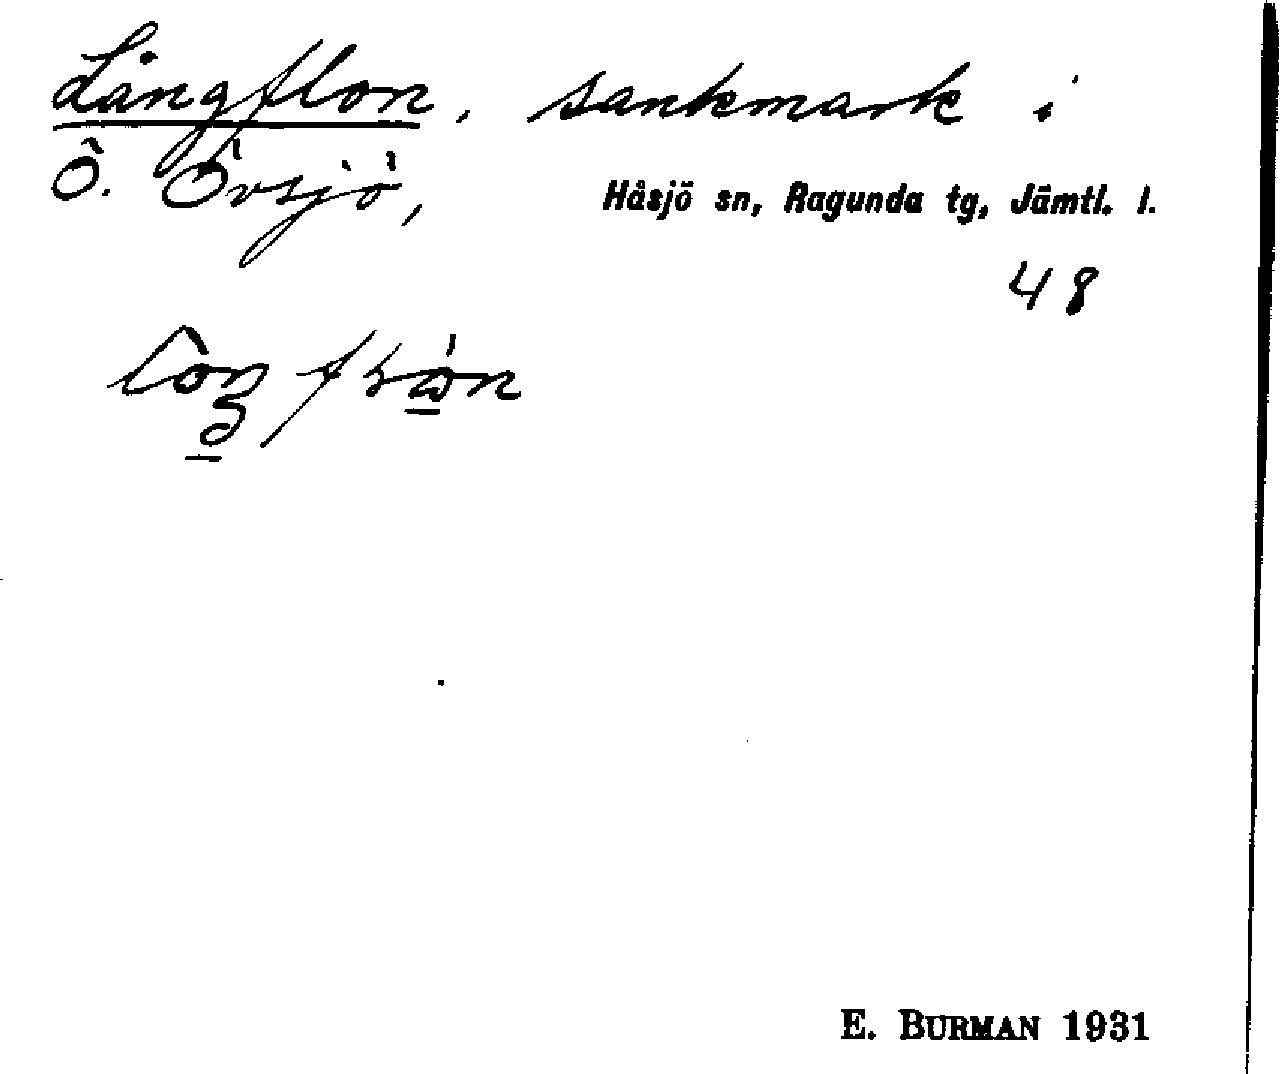 Långflon, sankmark i
Ö. Övsjö, Håsjö sn, Ragunda tg, Jämtl. l.
48
E. BURMAN 1931